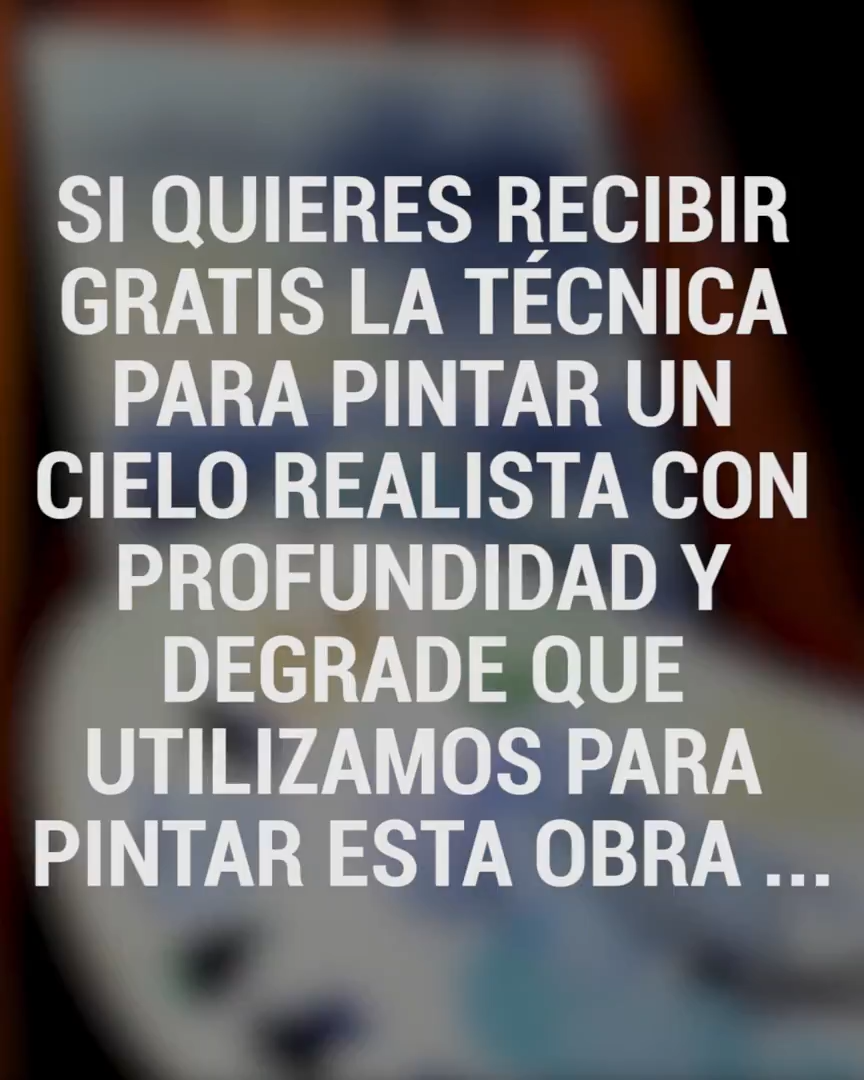 SI QUIERES RECIBIR
GRATIS LA TÉCNICA
PARA PINTAR UN
CIELO REALISTA CON
PROFUNDIDAD Y
DEGRADE QUE
UTILIZAMOS PARA
PINTAR ESTA OBRA ...